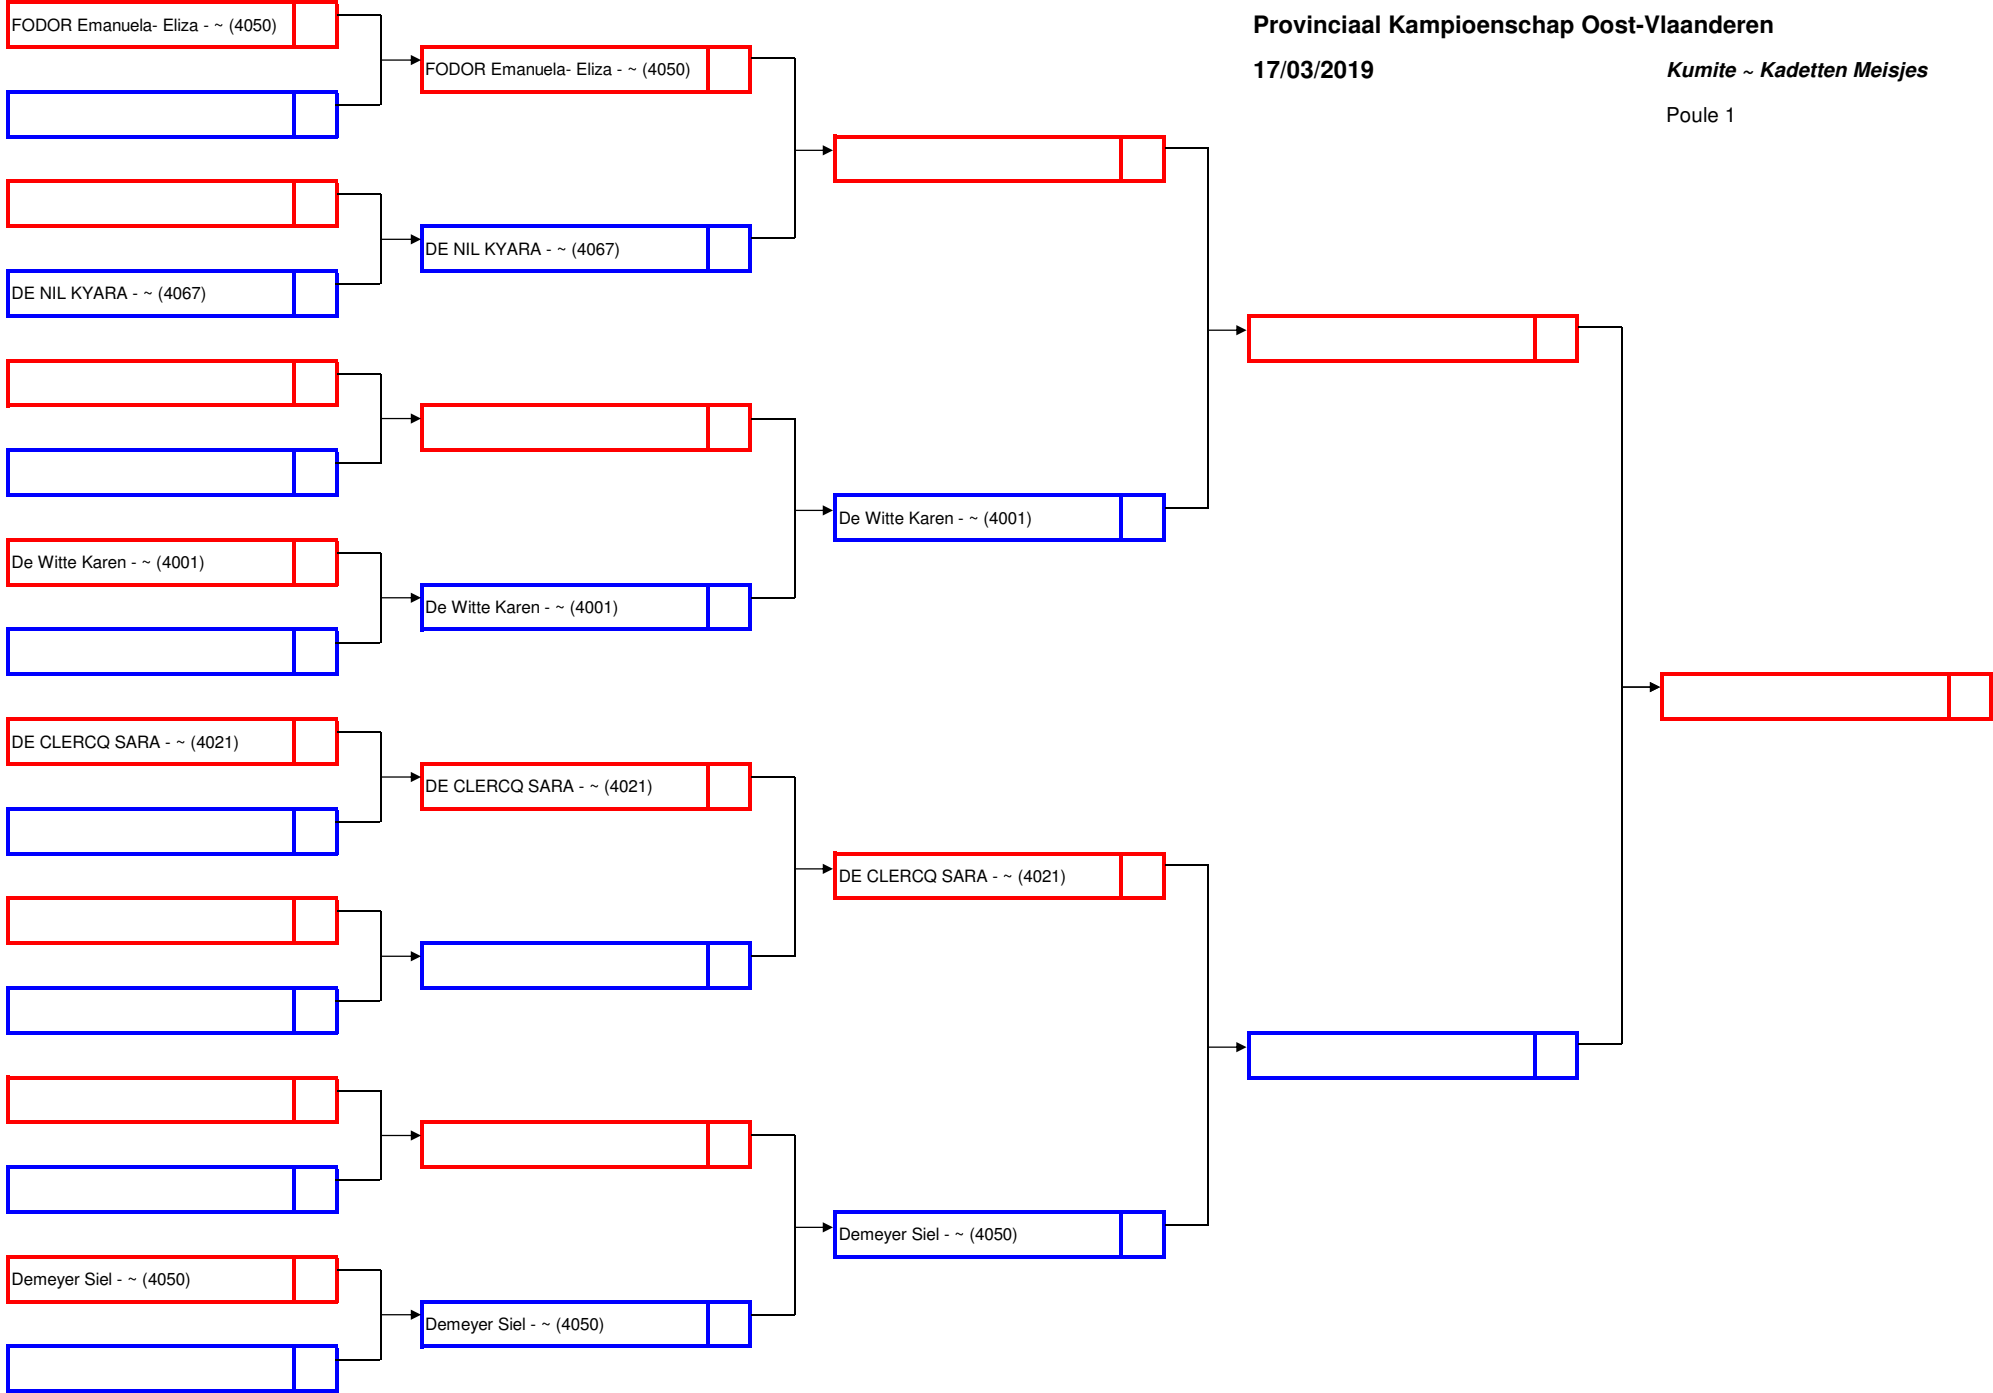 Provinciaal Kampioenschap Oost-Vlaanderen
17/03/2019
Kumite ~ Kadetten Meisjes
Poule 1
FODOR Emanuela- Eliza - ~ (4050)
FODOR Emanuela- Eliza - ~ (4050)
DE NIL KYARA - ~ (4067)
DE NIL KYARA - ~ (4067)
De Witte Karen - ~ (4001)
De Witte Karen - ~ (4001)
De Witte Karen - ~ (4001)
DE CLERCQ SARA - ~ (4021)
DE CLERCQ SARA - ~ (4021)
DE CLERCQ SARA - ~ (4021)
Demeyer Siel - ~ (4050)
Demeyer Siel - ~ (4050)
Demeyer Siel - ~ (4050)